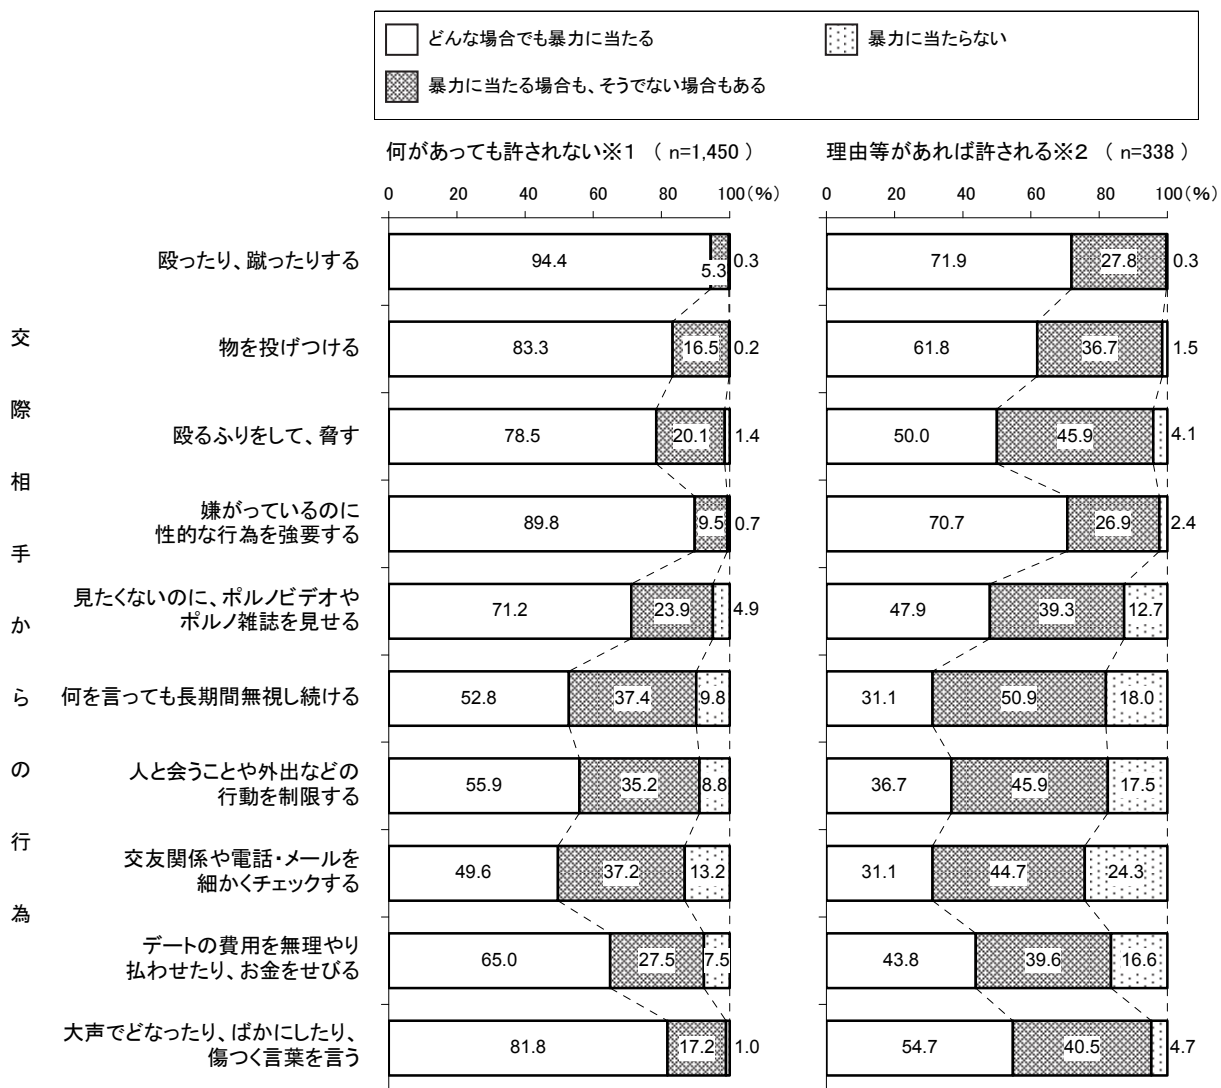 どんな場合でも暴力に当たる
暴力に当たらない
暴力に当たる場合も、そうでない場合もある
何があっても許されない※1 ( n=1,450 )
理由等があれば許される※2 ( n=338 )
0 20 40 60 80 100(%)
0 20 40 60 80 100(%)
交際相手からの行為
殴ったり、蹴ったりする
94.4 5.3 0.3
71.9 27.8 0.3
物を投げつける
83.3 16.5 0.2
61.8 36.7 1.5
殴るふりをして、脅す
78.5 20.1 1.4
50.0 45.9 4.1
嫌がっているのに
性的な行為を強要する
89.8 9.5 0.7
70.7 26.9 2.4
見たくないのに、ポルノビデオや
ポルノ雑誌を見せる
71.2 23.9 4.9
47.9 39.3 12.7
何を言っても長期間無視し続ける
52.8 37.4 9.8
31.1 50.9 18.0
人と会うことや外出などの
行動を制限する
55.9 35.2 8.8
36.7 45.9 17.5
交友関係や電話・メールを
細かくチェックする
49.6 37.2 13.2
31.1 44.7 24.3
デートの費用を無理やり
払わせたり、お金をせびる
65.0 27.5 7.5
43.8 39.6 16.6
大声でどなったり、ばかにしたり、
傷つく言葉を言う
81.8 17.2 1.0
54.7 40.5 4.7